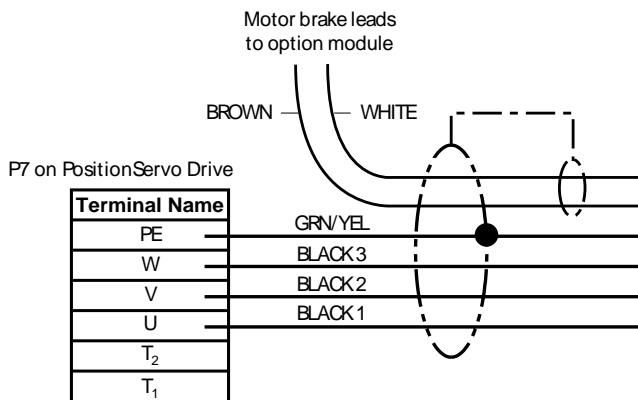 Motor brake leads
to option module
BROWN
WHITE
P7 on PositionServo Drive
Terminal Name
PE
GRN/YEL
W
BLACK 3
V
BLACK 2
U
BLACK 1
T₂
T₁